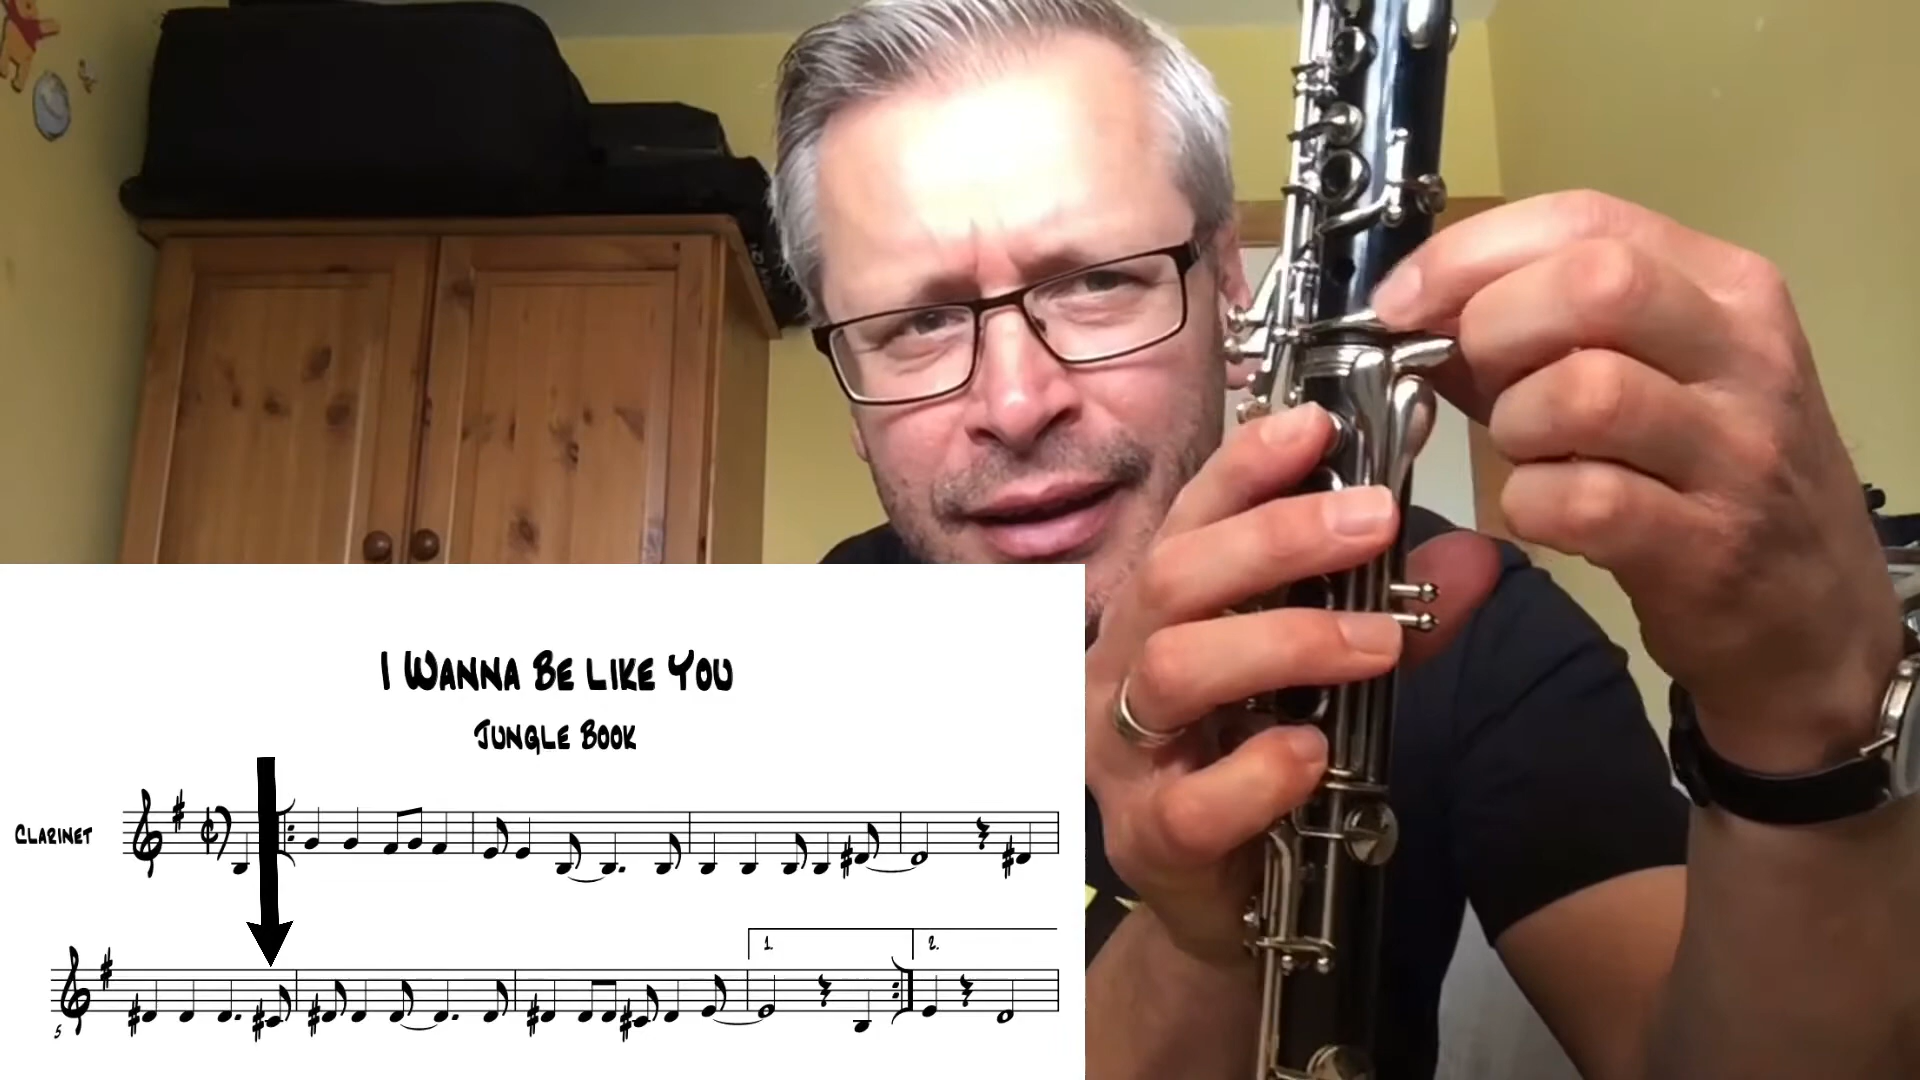 I WANNA BE LIKE YOU
JUNGLE BOOK
CLARINET
1.
2.
5